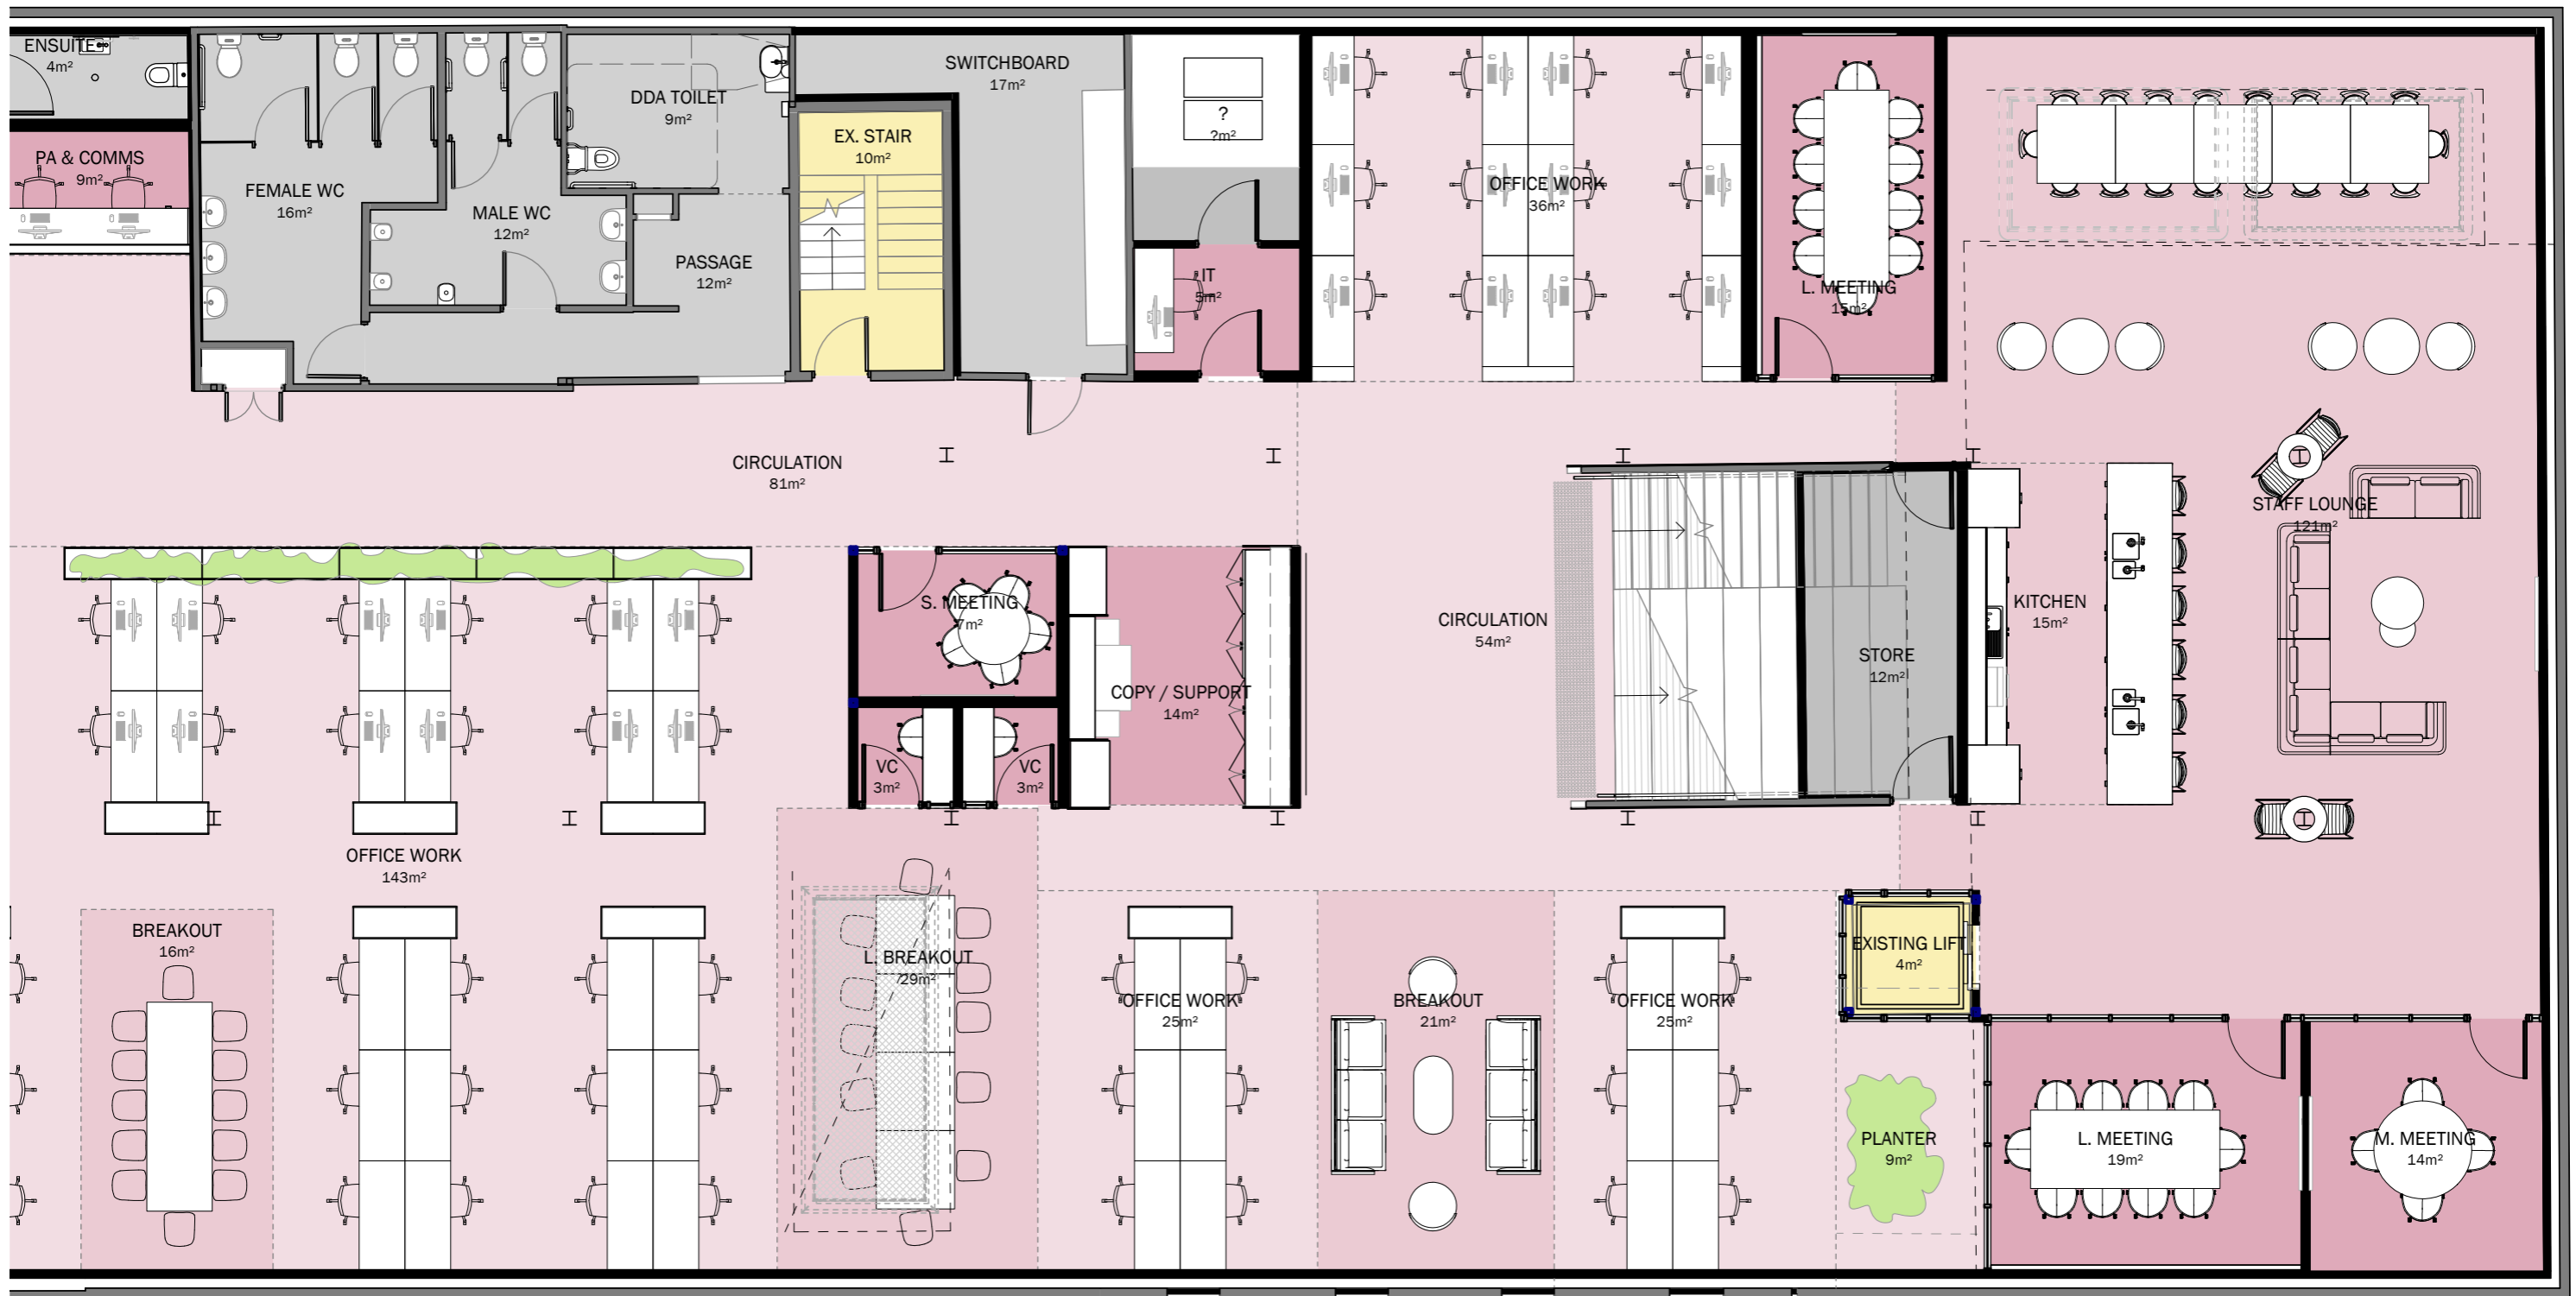 ENSUITE
4m²
PA & COMMS
9m²
FEMALE WC
16m²
MALE WC
12m²
DDA TOILET
9m²
PASSAGE
12m²
EX. STAIR
10m²
SWITCHBOARD
17m²
?
?m²
IT
5m²
OFFICE WORK
36m²
L. MEETING
15m²
CIRCULATION
81m²
STAFF LOUNGE
121m²
S. MEETING
7m²
COPY / SUPPORT
14m²
VC
3m²
VC
3m²
CIRCULATION
54m²
STORE
12m²
KITCHEN
15m²
OFFICE WORK
143m²
BREAKOUT
16m²
L. BREAKOUT
29m²
OFFICE WORK
25m²
BREAKOUT
21m²
OFFICE WORK
25m²
EXISTING LIFT
4m²
PLANTER
9m²
L. MEETING
19m²
M. MEETING
14m²